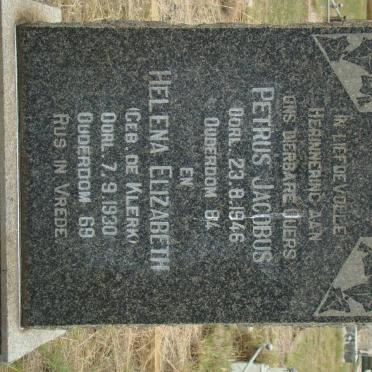 IN LIEFDEVOLLE
HERINNERING AAN
ONS DIERBARE OUERS
PETRUS JACOBUS
OORL. 23.8.1946
OUDERDOM 84
EN
HELENA ELIZABETH
(GEB. DE KLERK)
OORL. 7.9.1930
OUDERDOM 69
RUS IN VREDE